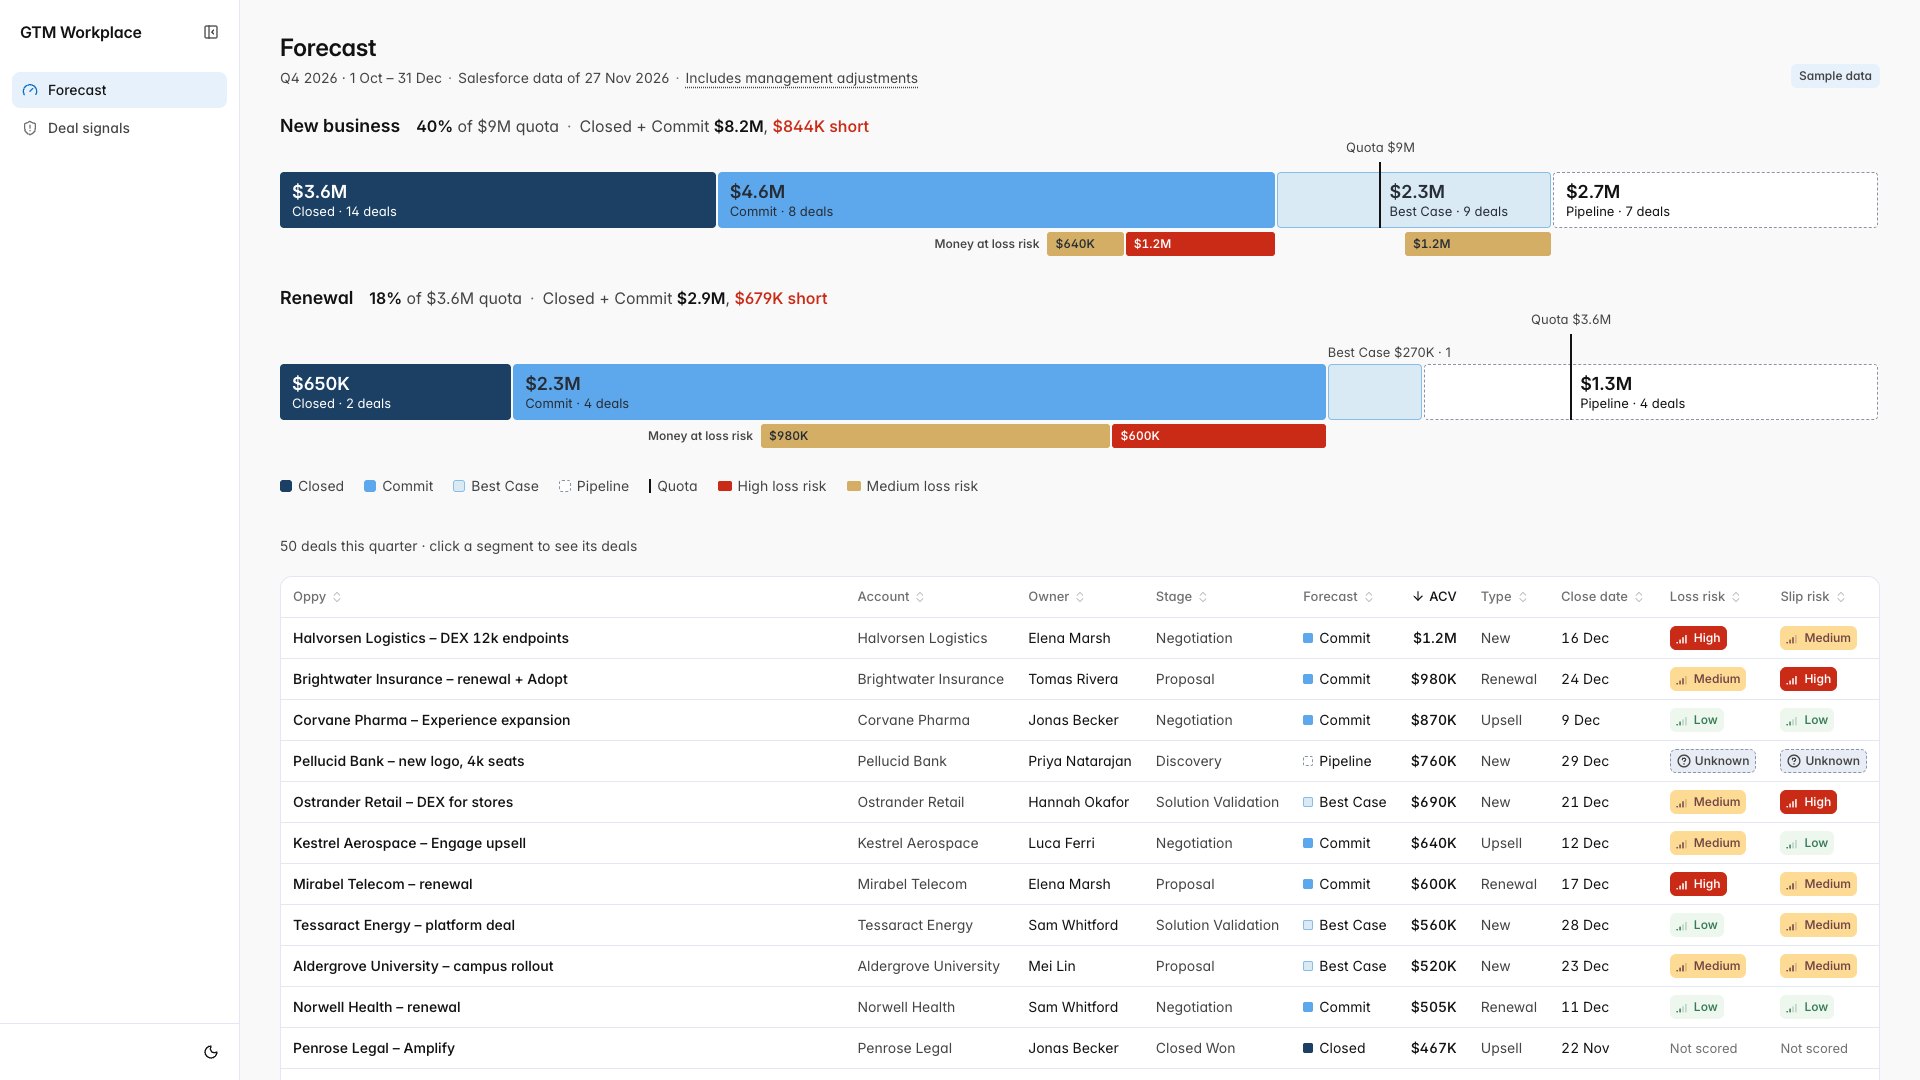 GTM Workplace
Forecast
Deal signals
Forecast
Q4 2026 · 1 Oct – 31 Dec · Salesforce data of 27 Nov 2026 · Includes management adjustments
Sample data
New business 40% of $9M quota · Closed + Commit $8.2M, $844K short
Quota $9M
$3.6M $4.6M $2.3M $2.7M
Closed · 14 deals Commit · 8 deals Best Case · 9 deals Pipeline · 7 deals
Money at loss risk $640K $1.2M $1.2M
Renewal 18% of $3.6M quota · Closed + Commit $2.9M, $679K short
Quota $3.6M
Best Case $270K · 1
$650K $2.3M $1.3M
Closed · 2 deals Commit · 4 deals Pipeline · 4 deals
Money at loss risk $980K $600K
Closed Commit Best Case Pipeline Quota High loss risk Medium loss risk
50 deals this quarter · click a segment to see its deals
Oppy Account Owner Stage Forecast ↓ ACV Type Close date Loss risk Slip risk
Halvorsen Logistics – DEX 12k endpoints Halvorsen Logistics Elena Marsh Negotiation Commit $1.2M New 16 Dec High Medium
Brightwater Insurance – renewal + Adopt Brightwater Insurance Tomas Rivera Proposal Commit $980K Renewal 24 Dec Medium High
Corvane Pharma – Experience expansion Corvane Pharma Jonas Becker Negotiation Commit $870K Upsell 9 Dec Low Low
Pellucid Bank – new logo, 4k seats Pellucid Bank Priya Natarajan Discovery Pipeline $760K New 29 Dec Unknown Unknown
Ostrander Retail – DEX for stores Ostrander Retail Hannah Okafor Solution Validation Best Case $690K New 21 Dec Medium High
Kestrel Aerospace – Engage upsell Kestrel Aerospace Luca Ferri Negotiation Commit $640K Upsell 12 Dec Medium Low
Mirabel Telecom – renewal Mirabel Telecom Elena Marsh Proposal Commit $600K Renewal 17 Dec High Medium
Tessaract Energy – platform deal Tessaract Energy Sam Whitford Solution Validation Best Case $560K New 28 Dec Low Medium
Aldergrove University – campus rollout Aldergrove University Mei Lin Proposal Best Case $520K New 23 Dec Medium Medium
Norwell Health – renewal Norwell Health Sam Whitford Negotiation Commit $505K Renewal 11 Dec Low Low
Penrose Legal – Amplify Penrose Legal Jonas Becker Closed Won Closed $467K Upsell 22 Nov Not scored Not scored